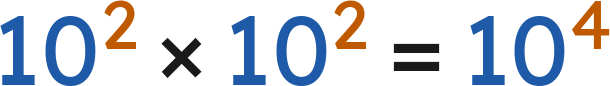 10² × 10² = 10⁴